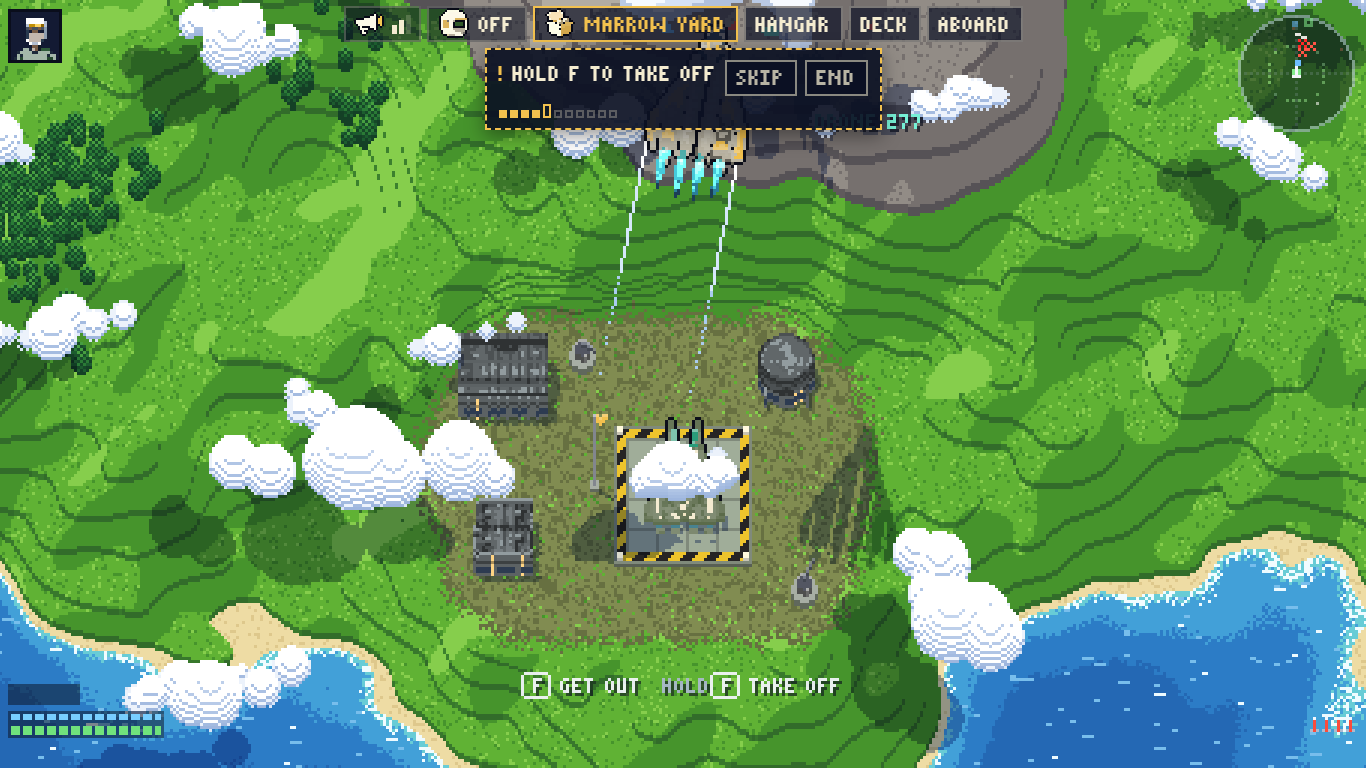 OFF
MARROW YARD
HANGAR
DECK
ABOARD
! HOLD F TO TAKE OFF
SKIP
END
277
F GET OUT HOLD F TAKE OFF